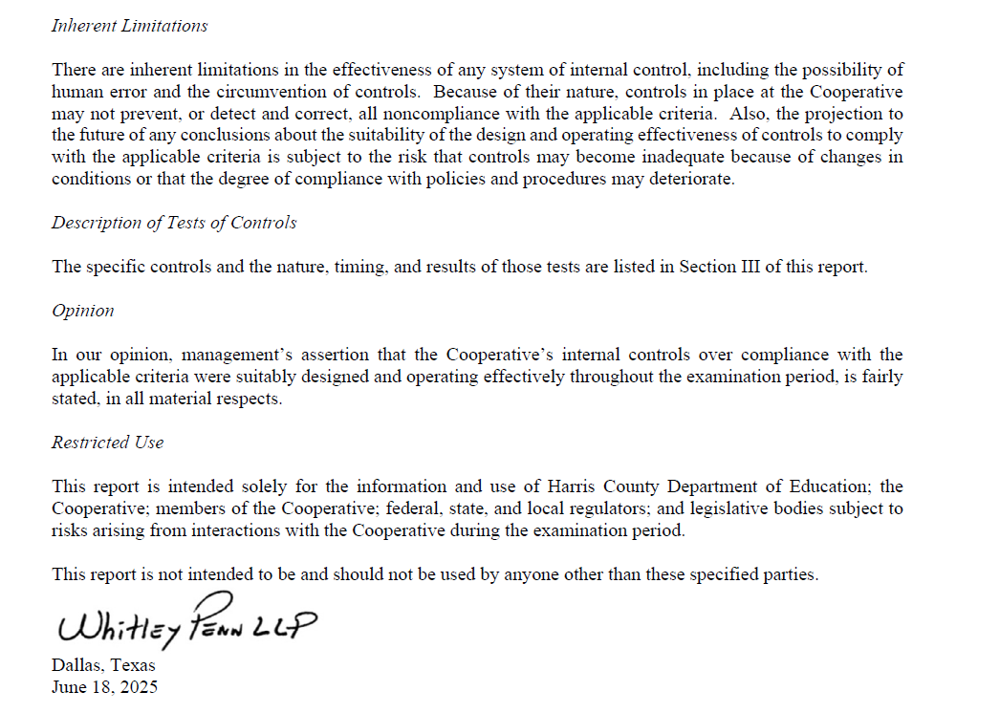 Inherent Limitations
There are inherent limitations in the effectiveness of any system of internal control, including the possibility of
human error and the circumvention of controls.  Because of their nature, controls in place at the Cooperative
may not prevent, or detect and correct, all noncompliance with the applicable criteria.  Also, the projection to
the future of any conclusions about the suitability of the design and operating effectiveness of controls to comply
with the applicable criteria is subject to the risk that controls may become inadequate because of changes in
conditions or that the degree of compliance with policies and procedures may deteriorate.
Description of Tests of Controls
The specific controls and the nature, timing, and results of those tests are listed in Section III of this report.
Opinion
In our opinion, management’s assertion that the Cooperative’s internal controls over compliance with the
applicable criteria were suitably designed and operating effectively throughout the examination period, is fairly
stated, in all material respects.
Restricted Use
This report is intended solely for the information and use of Harris County Department of Education; the
Cooperative; members of the Cooperative; federal, state, and local regulators; and legislative bodies subject to
risks arising from interactions with the Cooperative during the examination period.
This report is not intended to be and should not be used by anyone other than these specified parties.
Whitley Penn LLP
Dallas, Texas
June 18, 2025